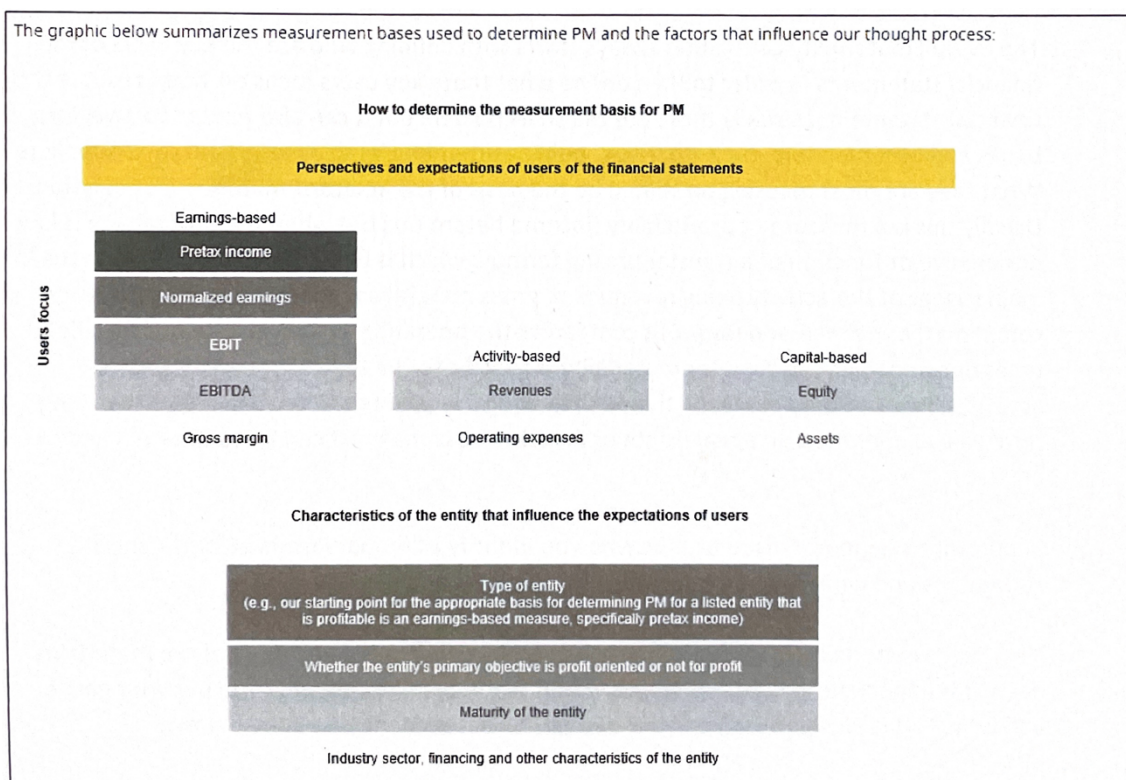 The graphic below summarizes measurement bases used to determine PM and the factors that influence our thought process:
How to determine the measurement basis for PM
Perspectives and expectations of users of the financial statements
Users focus
Earnings-based
Pretax income
Normalized earnings
EBIT
EBITDA
Gross margin
Activity-based
Revenues
Operating expenses
Capital-based
Equity
Assets
Characteristics of the entity that influence the expectations of users
Type of entity
(e.g., our starting point for the appropriate basis for determining PM for a listed entity that
is profitable is an earnings-based measure, specifically pretax income)
Whether the entity's primary objective is profit oriented or not for profit
Maturity of the entity
Industry sector, financing and other characteristics of the entity